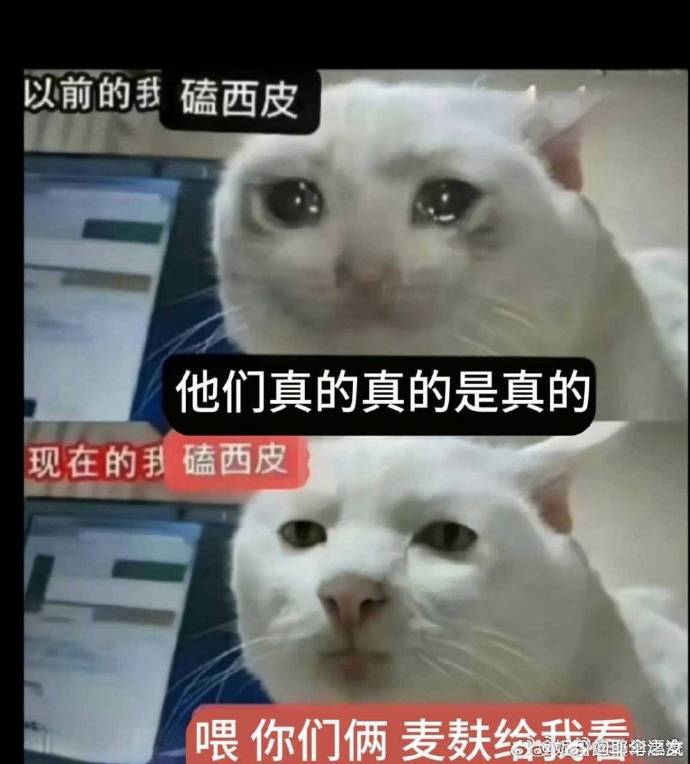 以前的我
磕西皮
他们真的真的是真的
现在的我
磕西皮
喂 你们俩 麦麸给我看